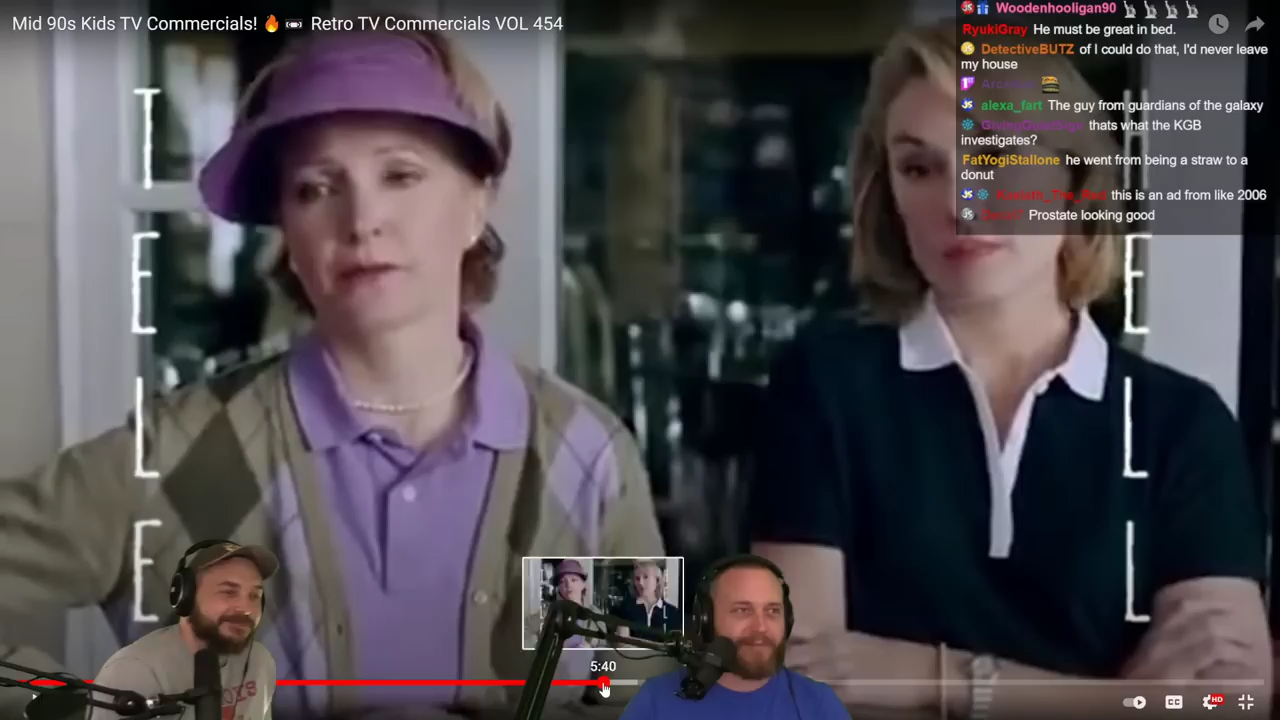 Mid 90s Kids TV Commercials! 🔥 📼 Retro TV Commercials VOL 454
Woodenhooligan90
RyukiGray He must be great in bed.
DetectiveBUTZ of I could do that, I'd never leave
my house
alexa_fart The guy from guardians of the galaxy
thats what the KGB
investigates?
FatYogiStallone he went from being a straw to a
donut
this is an ad from like 2006
Prostate looking good
T
E
L
E
E
L
L
5:40
CC
HD